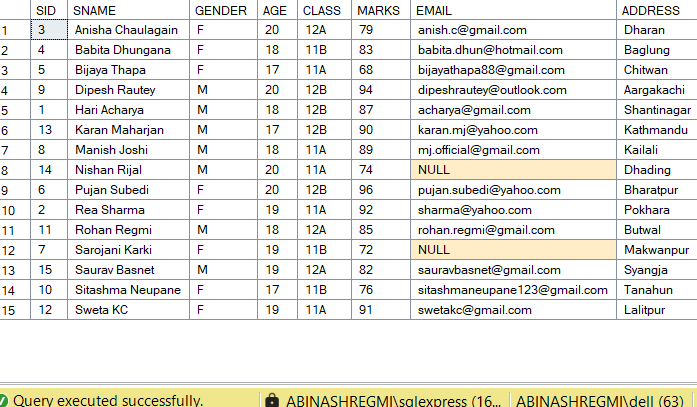 SID SNAME GENDER AGE CLASS MARKS EMAIL ADDRESS
1 3 Anisha Chaulagain F 20 12A 79 anish.c@gmail.com Dharan
2 4 Babita Dhungana F 18 11B 83 babita.dhun@hotmail.com Baglung
3 5 Bijaya Thapa F 17 11A 68 bijayathapa88@gmail.com Chitwan
4 9 Dipesh Rautey M 20 12B 94 dipeshrautey@outlook.com Aargakachi
5 1 Hari Acharya M 18 12B 87 acharya@gmail.com Shantinagar
6 13 Karan Maharjan M 17 12B 90 karan.mj@yahoo.com Kathmandu
7 8 Manish Joshi M 18 11A 89 mj.official@gmail.com Kailali
8 14 Nishan Rijal M 20 11A 74 NULL Dhading
9 6 Pujan Subedi F 20 12B 96 pujan.subedi@yahoo.com Bharatpur
10 2 Rea Sharma F 19 11A 92 sharma@yahoo.com Pokhara
11 11 Rohan Regmi M 18 12A 85 rohan.regmi@gmail.com Butwal
12 7 Sarojani Karki F 19 11B 72 NULL Makwanpur
13 15 Saurav Basnet M 19 12A 82 sauravbasnet@gmail.com Syangja
14 10 Sitashma Neupane F 17 11B 76 sitashmaneupane123@gmail.com Tanahun
15 12 Sweta KC F 19 11A 91 swetakc@gmail.com Lalitpur
Query executed successfully. ABINASHREGMI\sqlexpress (16... ABINASHREGMI\dell (63)